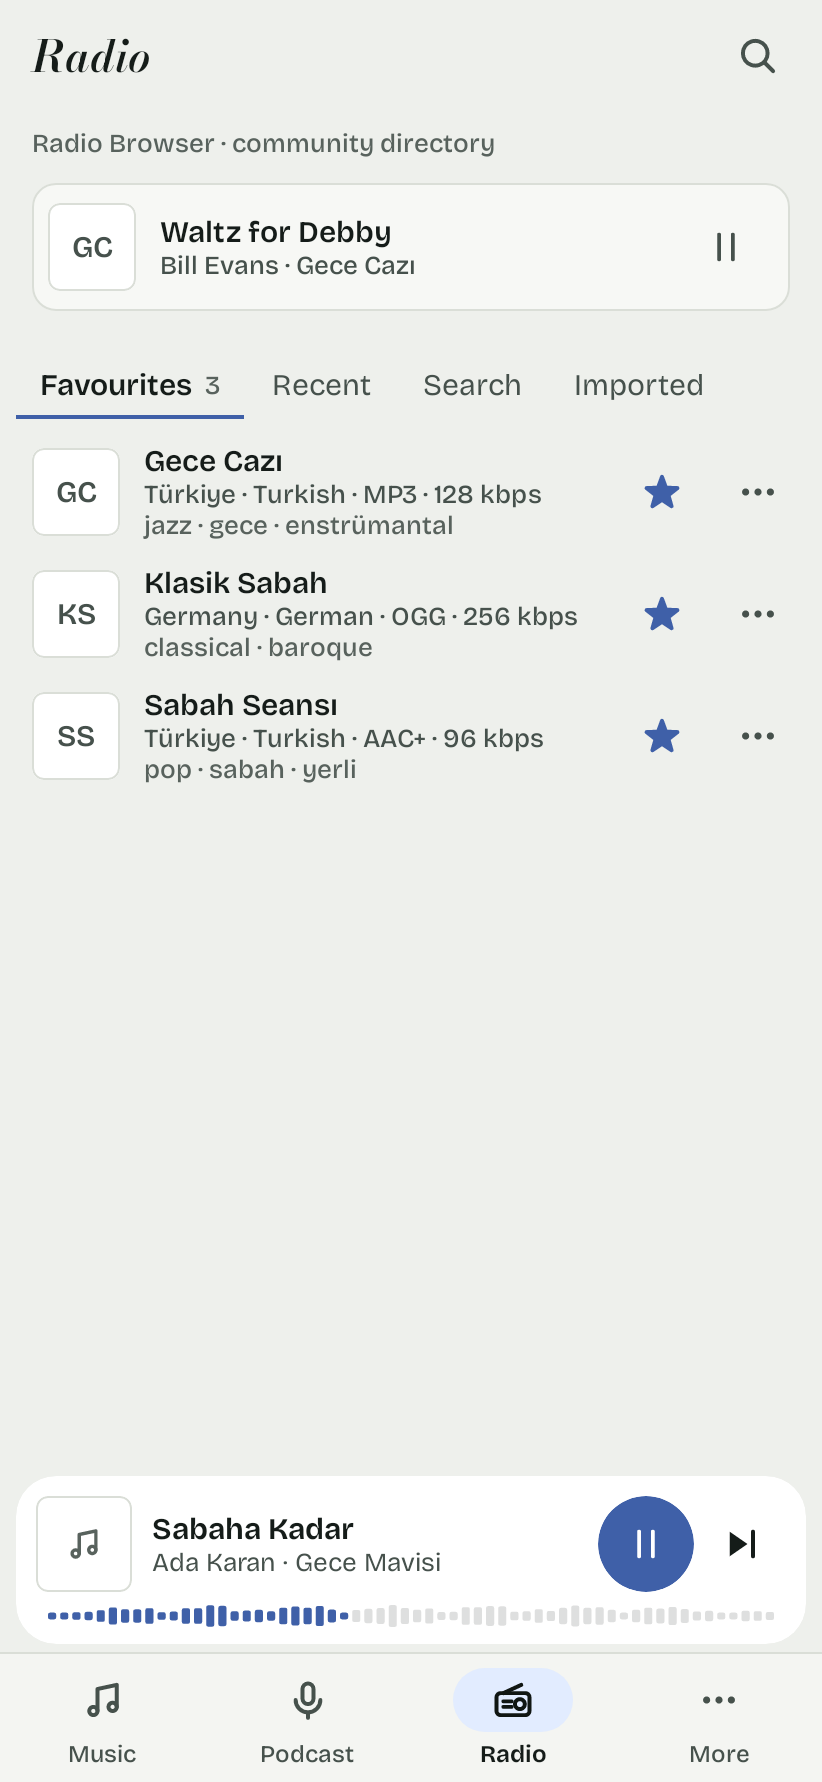 Radio
Radio Browser · community directory
GC
Waltz for Debby
Bill Evans · Gece Cazı
Favourites 3 Recent Search Imported
GC
Gece Cazı
Türkiye · Turkish · MP3 · 128 kbps
jazz · gece · enstrümantal
KS
Klasik Sabah
Germany · German · OGG · 256 kbps
classical · baroque
SS
Sabah Seansı
Türkiye · Turkish · AAC+ · 96 kbps
pop · sabah · yerli
Sabaha Kadar
Ada Karan · Gece Mavisi
Music Podcast Radio More